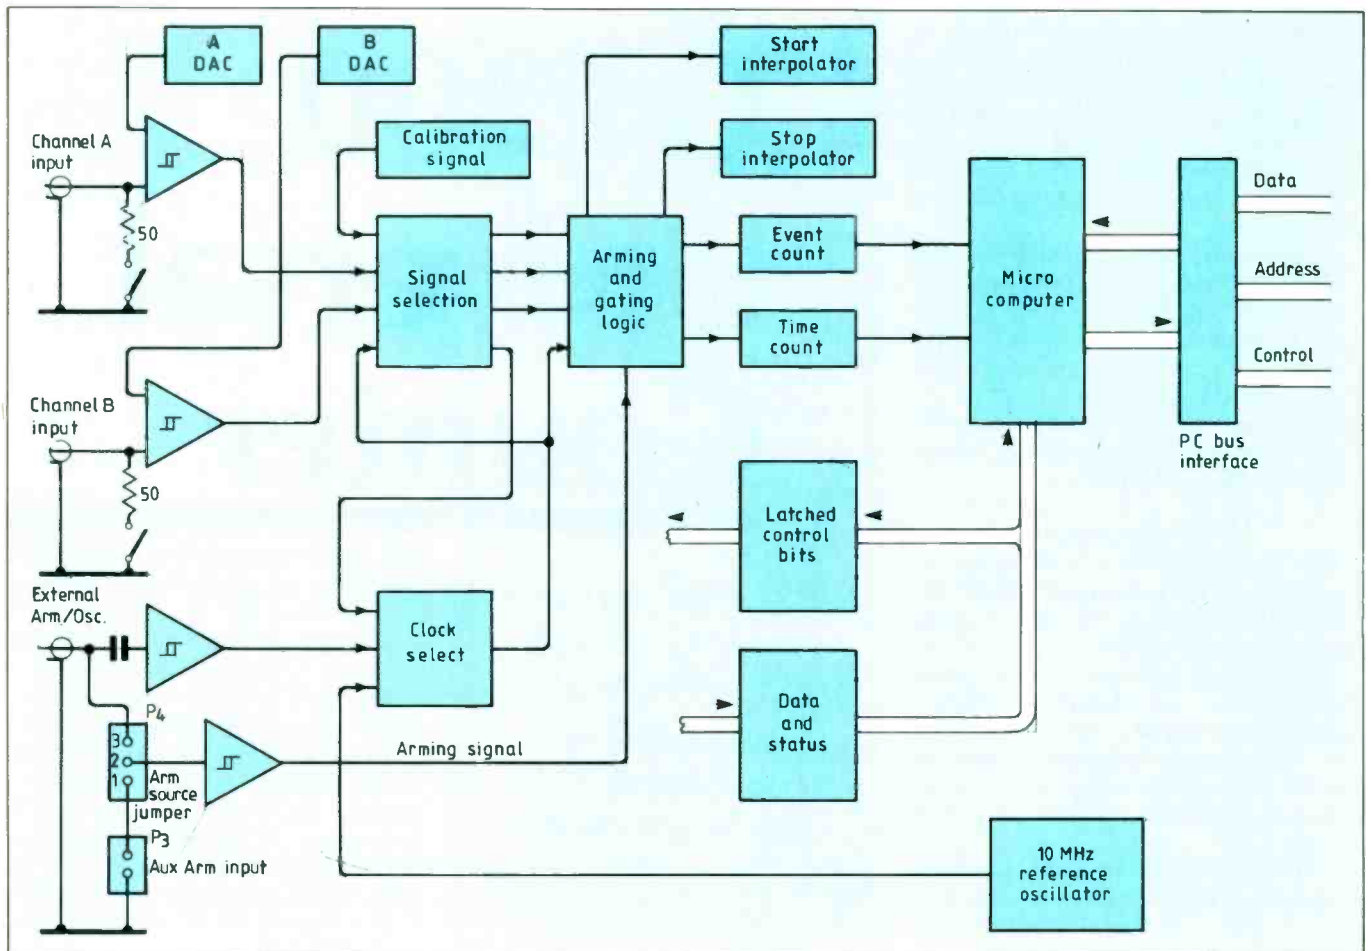 A
DAC
B
DAC
Start
interpolator
Channel A
input
Calibration
signal
Stop
interpolator
Data
50
Signal
selection
Arming
and
gating
logic
Event
count
Micro
computer
Address
Time
count
Control
Channel B
input
PC bus
interface
50
Latched
control
bits
External
Arm/Osc.
Clock
select
Data
and
status
P4
3
2
1
Arming signal
Arm
source
jumper
P3
Aux Arm input
10 MHz
reference
oscillator